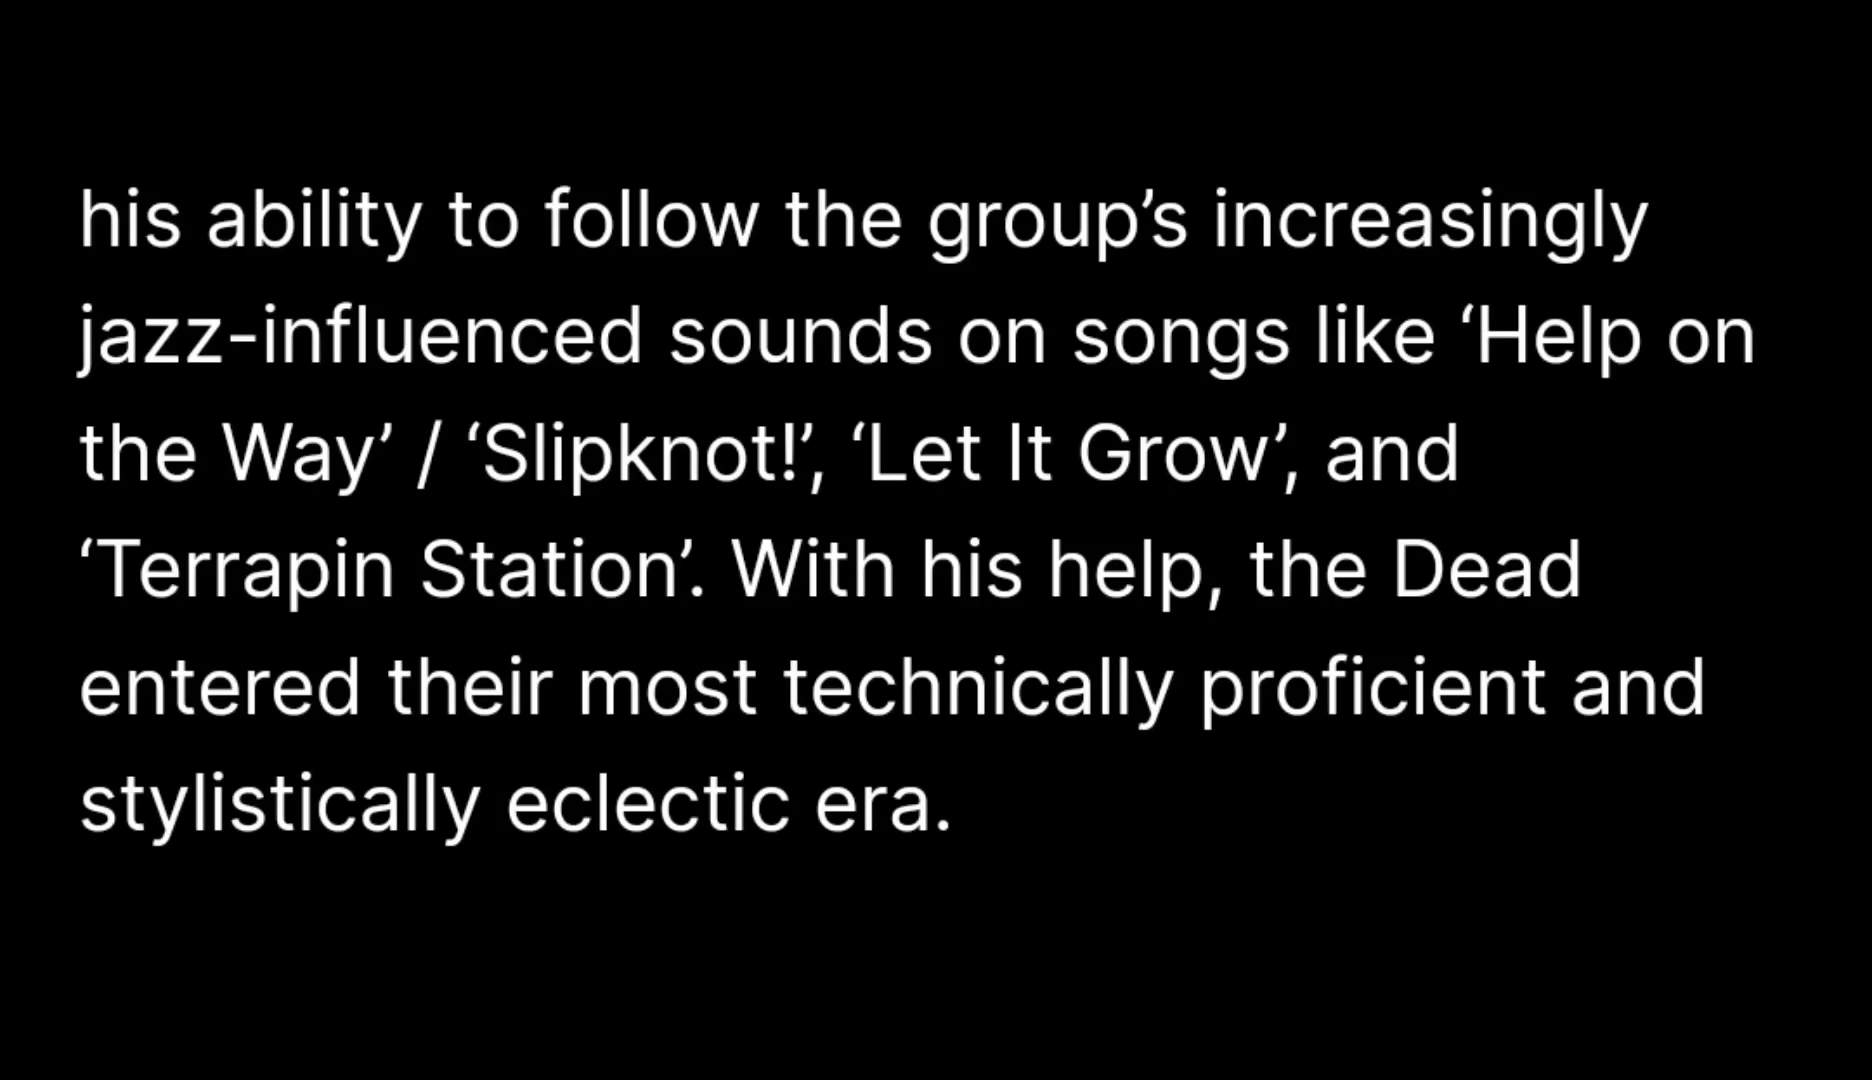 his ability to follow the group’s increasingly
jazz-influenced sounds on songs like ‘Help on
the Way’ / ‘Slipknot!’, ‘Let It Grow’, and
‘Terrapin Station’. With his help, the Dead
entered their most technically proficient and
stylistically eclectic era.